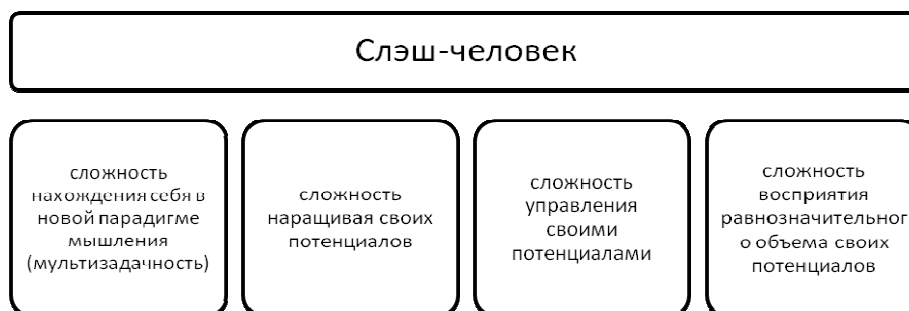 Слэш-человек
сложность
нахождения себя в
новой парадигме
мышления
(мультизадачность)
сложность
наращивая своих
потенциалов
сложность
управления
своими
потенциалами
сложность
восприятия
равнозначительног
о объема своих
потенциалов